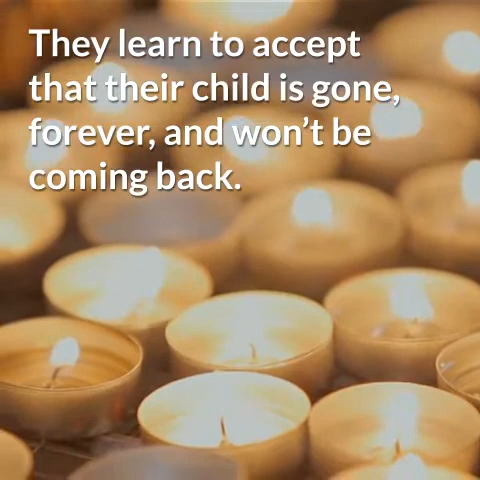 They learn to accept
that their child is gone,
forever, and won’t be
coming back.